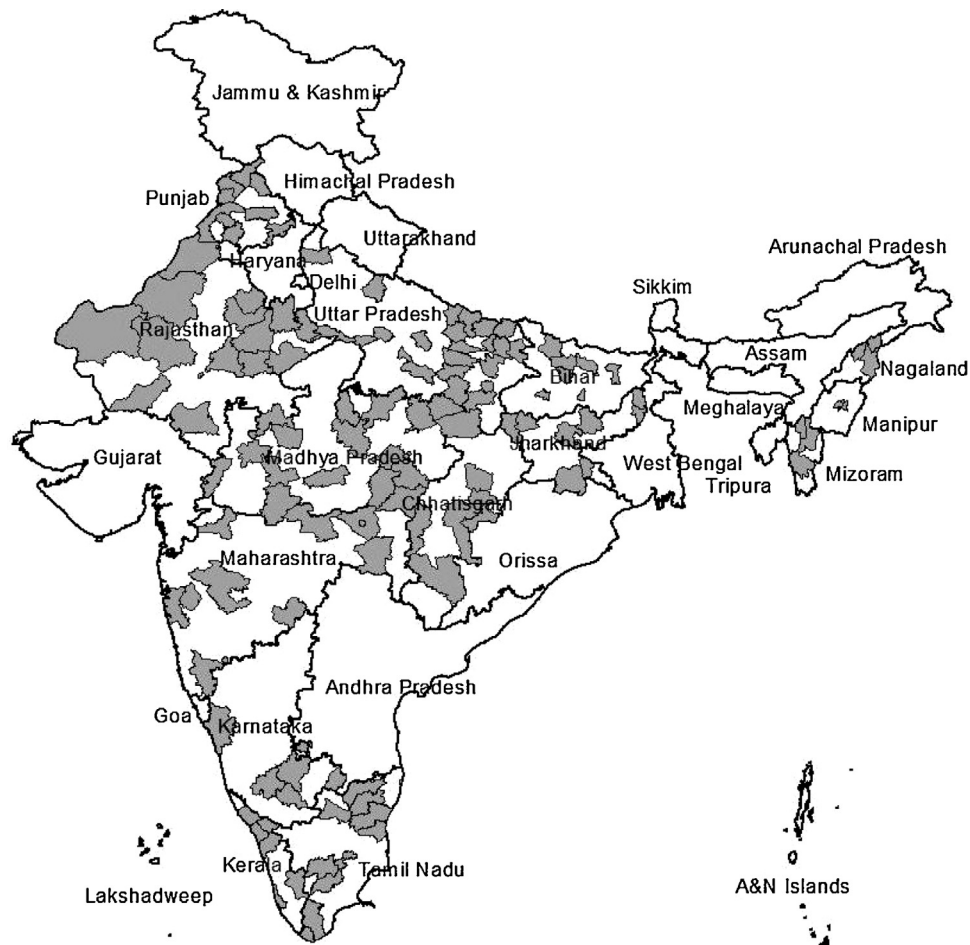 Jammu & Kashmir
Himachal Pradesh
Punjab
Uttarakhand
Arunachal Pradesh
Haryana
Delhi
Sikkim
Uttar Pradesh
Rajasthan
Assam
Nagaland
Bihar
Meghalaya
Manipur
Jharkhand
Gujarat
Madhya Pradesh
West Bengal
Mizoram
Tripura
Chhatisgarh
Maharashtra
Orissa
Andhra Pradesh
Goa
Karnataka
Kerala
Tamil Nadu
A&N Islands
Lakshadweep